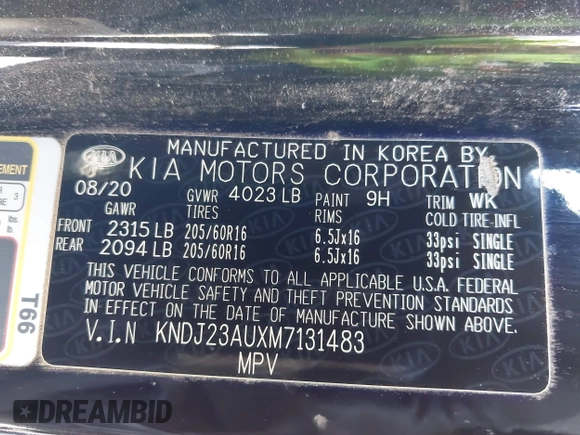 MANUFACTURED IN KOREA BY
KIA KIA MOTORS CORPORATION
08/20 GVWR 4023 LB PAINT 9H TRIM WK
GAWR TIRES RIMS COLD TIRE-INFL
FRONT 2315 LB 205/60R16 6.5Jx16 33psi SINGLE
REAR 2094 LB 205/60R16 6.5Jx16 33psi SINGLE
THIS VEHICLE CONFORMS TO ALL APPLICABLE U.S.A. FEDERAL
MOTOR VEHICLE SAFETY AND THEFT PREVENTION STANDARDS
IN EFFECT ON THE DATE OF MANUFACTURE SHOWN ABOVE.
V.I.N KNDJ23AUXM7131483
MPV
T66
DREAMBID